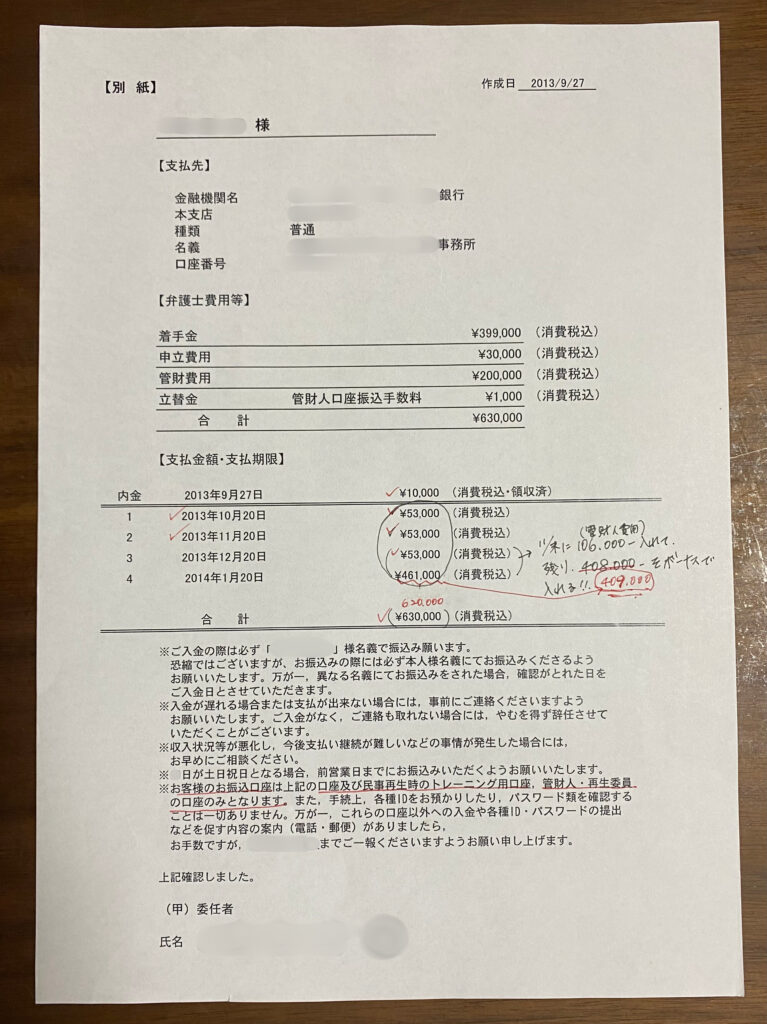 【別 紙】
作成日 2013/9/27
様
【支払先】
金融機関名 銀行
本支店
種類 普通
名義 事務所
口座番号
【弁護士費用等】
着手金 ¥399,000 (消費税込)
申立費用 ¥30,000 (消費税込)
管財費用 ¥200,000 (消費税込)
立替金 管財人口座振込手数料 ¥1,000 (消費税込)
合 計 ¥630,000
【支払金額・支払期限】
内金 2013年9月27日 ¥10,000 (消費税込・領収済)
1 2013年10月20日 ¥53,000 (消費税込)
2 2013年11月20日 ¥53,000 (消費税込)
3 2013年12月20日 ¥53,000 (消費税込)
4 2014年1月20日 ¥461,000 (消費税込)
(管財人費用)
11/末に 106,000-入れて、
残り、408,000-をボーナスで
入れる!! 409,000
620,000
合 計 (¥630,000) (消費税込)
※ご入金の際は必ず「 」様名義で振込み願います。
恐縮ではございますが、お振込みの際には必ず本人様名義にてお振込みくださるよう
お願いいたします。万が一，異なる名義にてお振込みをされた場合，確認がとれた日を
ご入金日とさせていただきます。
※入金が遅れる場合または支払が出来ない場合には，事前にご連絡くださいますよう
お願いいたします。ご入金がなく，ご連絡も取れない場合には，やむを得ず辞任させて
いただくことがございます。
※収入状況等が悪化し，今後支払い継続が難しいなどの事情が発生した場合には，
お早めにご相談ください。
※ 日が土日祝日となる場合，前営業日までにお振込みいただくようお願いいたします。
※お客様のお振込口座は上記の口座及び民事再生時のトレーニング用口座，管財人・再生委員
の口座のみとなります。また，手続上，各種IDをお預かりしたり，パスワード類を確認する
ことは一切ありません。万が一，これらの口座以外への入金や各種ID・パスワードの提出
などを促す内容の案内（電話・郵便）がありましたら，
お手数ですが， までご一報くださいますようお願い申し上げます。
上記確認しました。
（甲）委任者
氏名